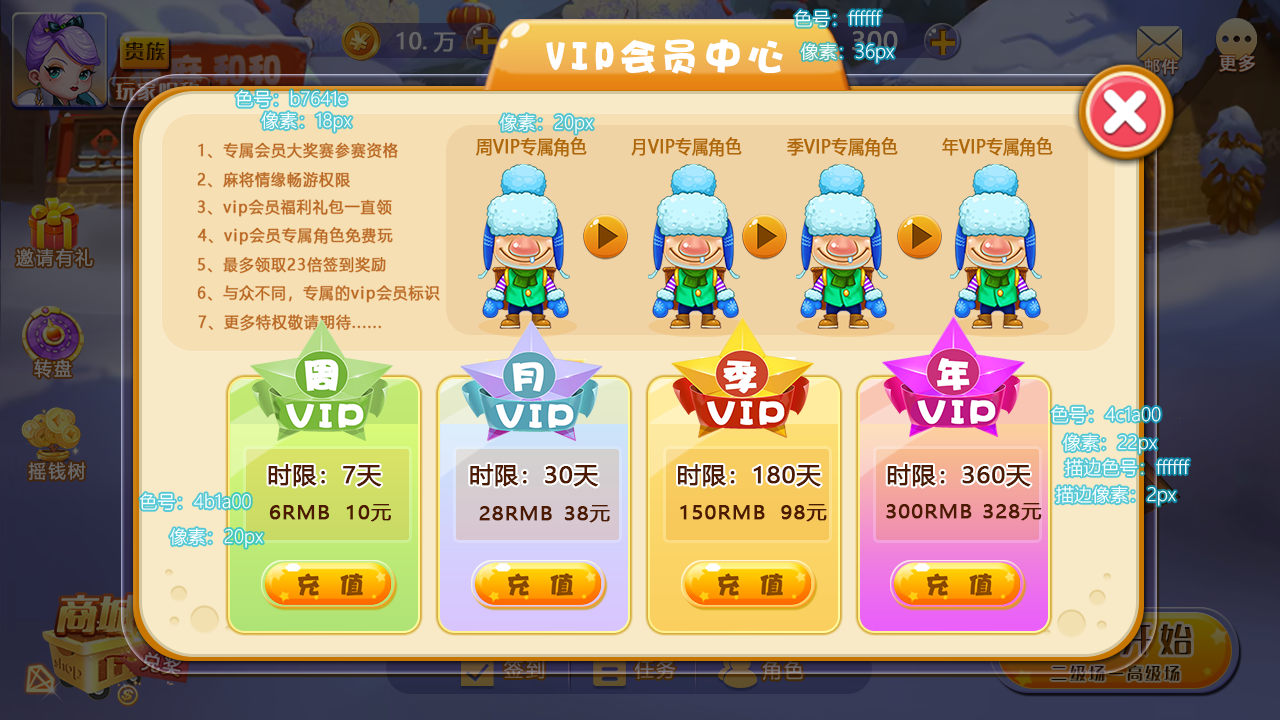 贵族
10.万
300
邮件
更多
色号：ffffff
像素：36px
VIP会员中心
色号：b7641e
像素：18px
像素：20px
1、专属会员大奖赛参赛资格
2、麻将情缘畅游权限
3、vip会员福利礼包一直领
4、vip会员专属角色免费玩
5、最多领取23倍签到奖励
6、与众不同，专属的vip会员标识
7、更多特权敬请期待......
周VIP专属角色
月VIP专属角色
季VIP专属角色
年VIP专属角色
邀请有礼
转盘
摇钱树
周
VIP
时限：7天
6RMB 10元
充 值
月
VIP
时限：30天
28RMB 38元
充 值
季
VIP
时限：180天
150RMB 98元
充 值
年
VIP
时限：360天
300RMB 328元
充 值
色号：4b1a00
像素：20px
色号：4c1a00
像素：22px
描边色号：ffffff
描边像素：2px
商城
shop
兑奖
签到
任务
角色
开始
二级场—高级场